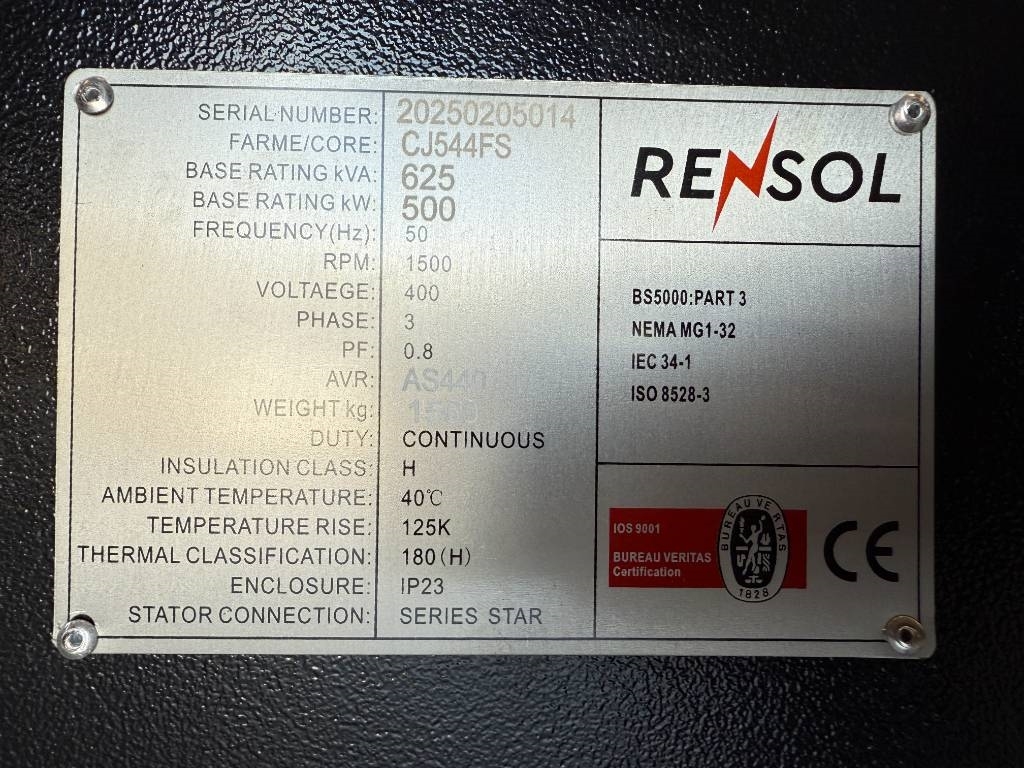 SERIAL NUMBER: 20250205014
FARME/CORE: CJ544FS
BASE RATING kVA: 625
BASE RATING kW: 500
FREQUENCY(Hz): 50
RPM: 1500
VOLTAEGE: 400
PHASE: 3
PF: 0.8
AVR: AS440
WEIGHT kg:
DUTY: CONTINUOUS
INSULATION CLASS: H
AMBIENT TEMPERATURE: 40℃
TEMPERATURE RISE: 125K
THERMAL CLASSIFICATION: 180(H)
ENCLOSURE: IP23
STATOR CONNECTION: SERIES STAR
RENSOL
BS5000:PART 3
NEMA MG1-32
IEC 34-1
ISO 8528-3
IOS 9001
BUREAU VERITAS
Certification
BUREAU VERITAS
1828
CE